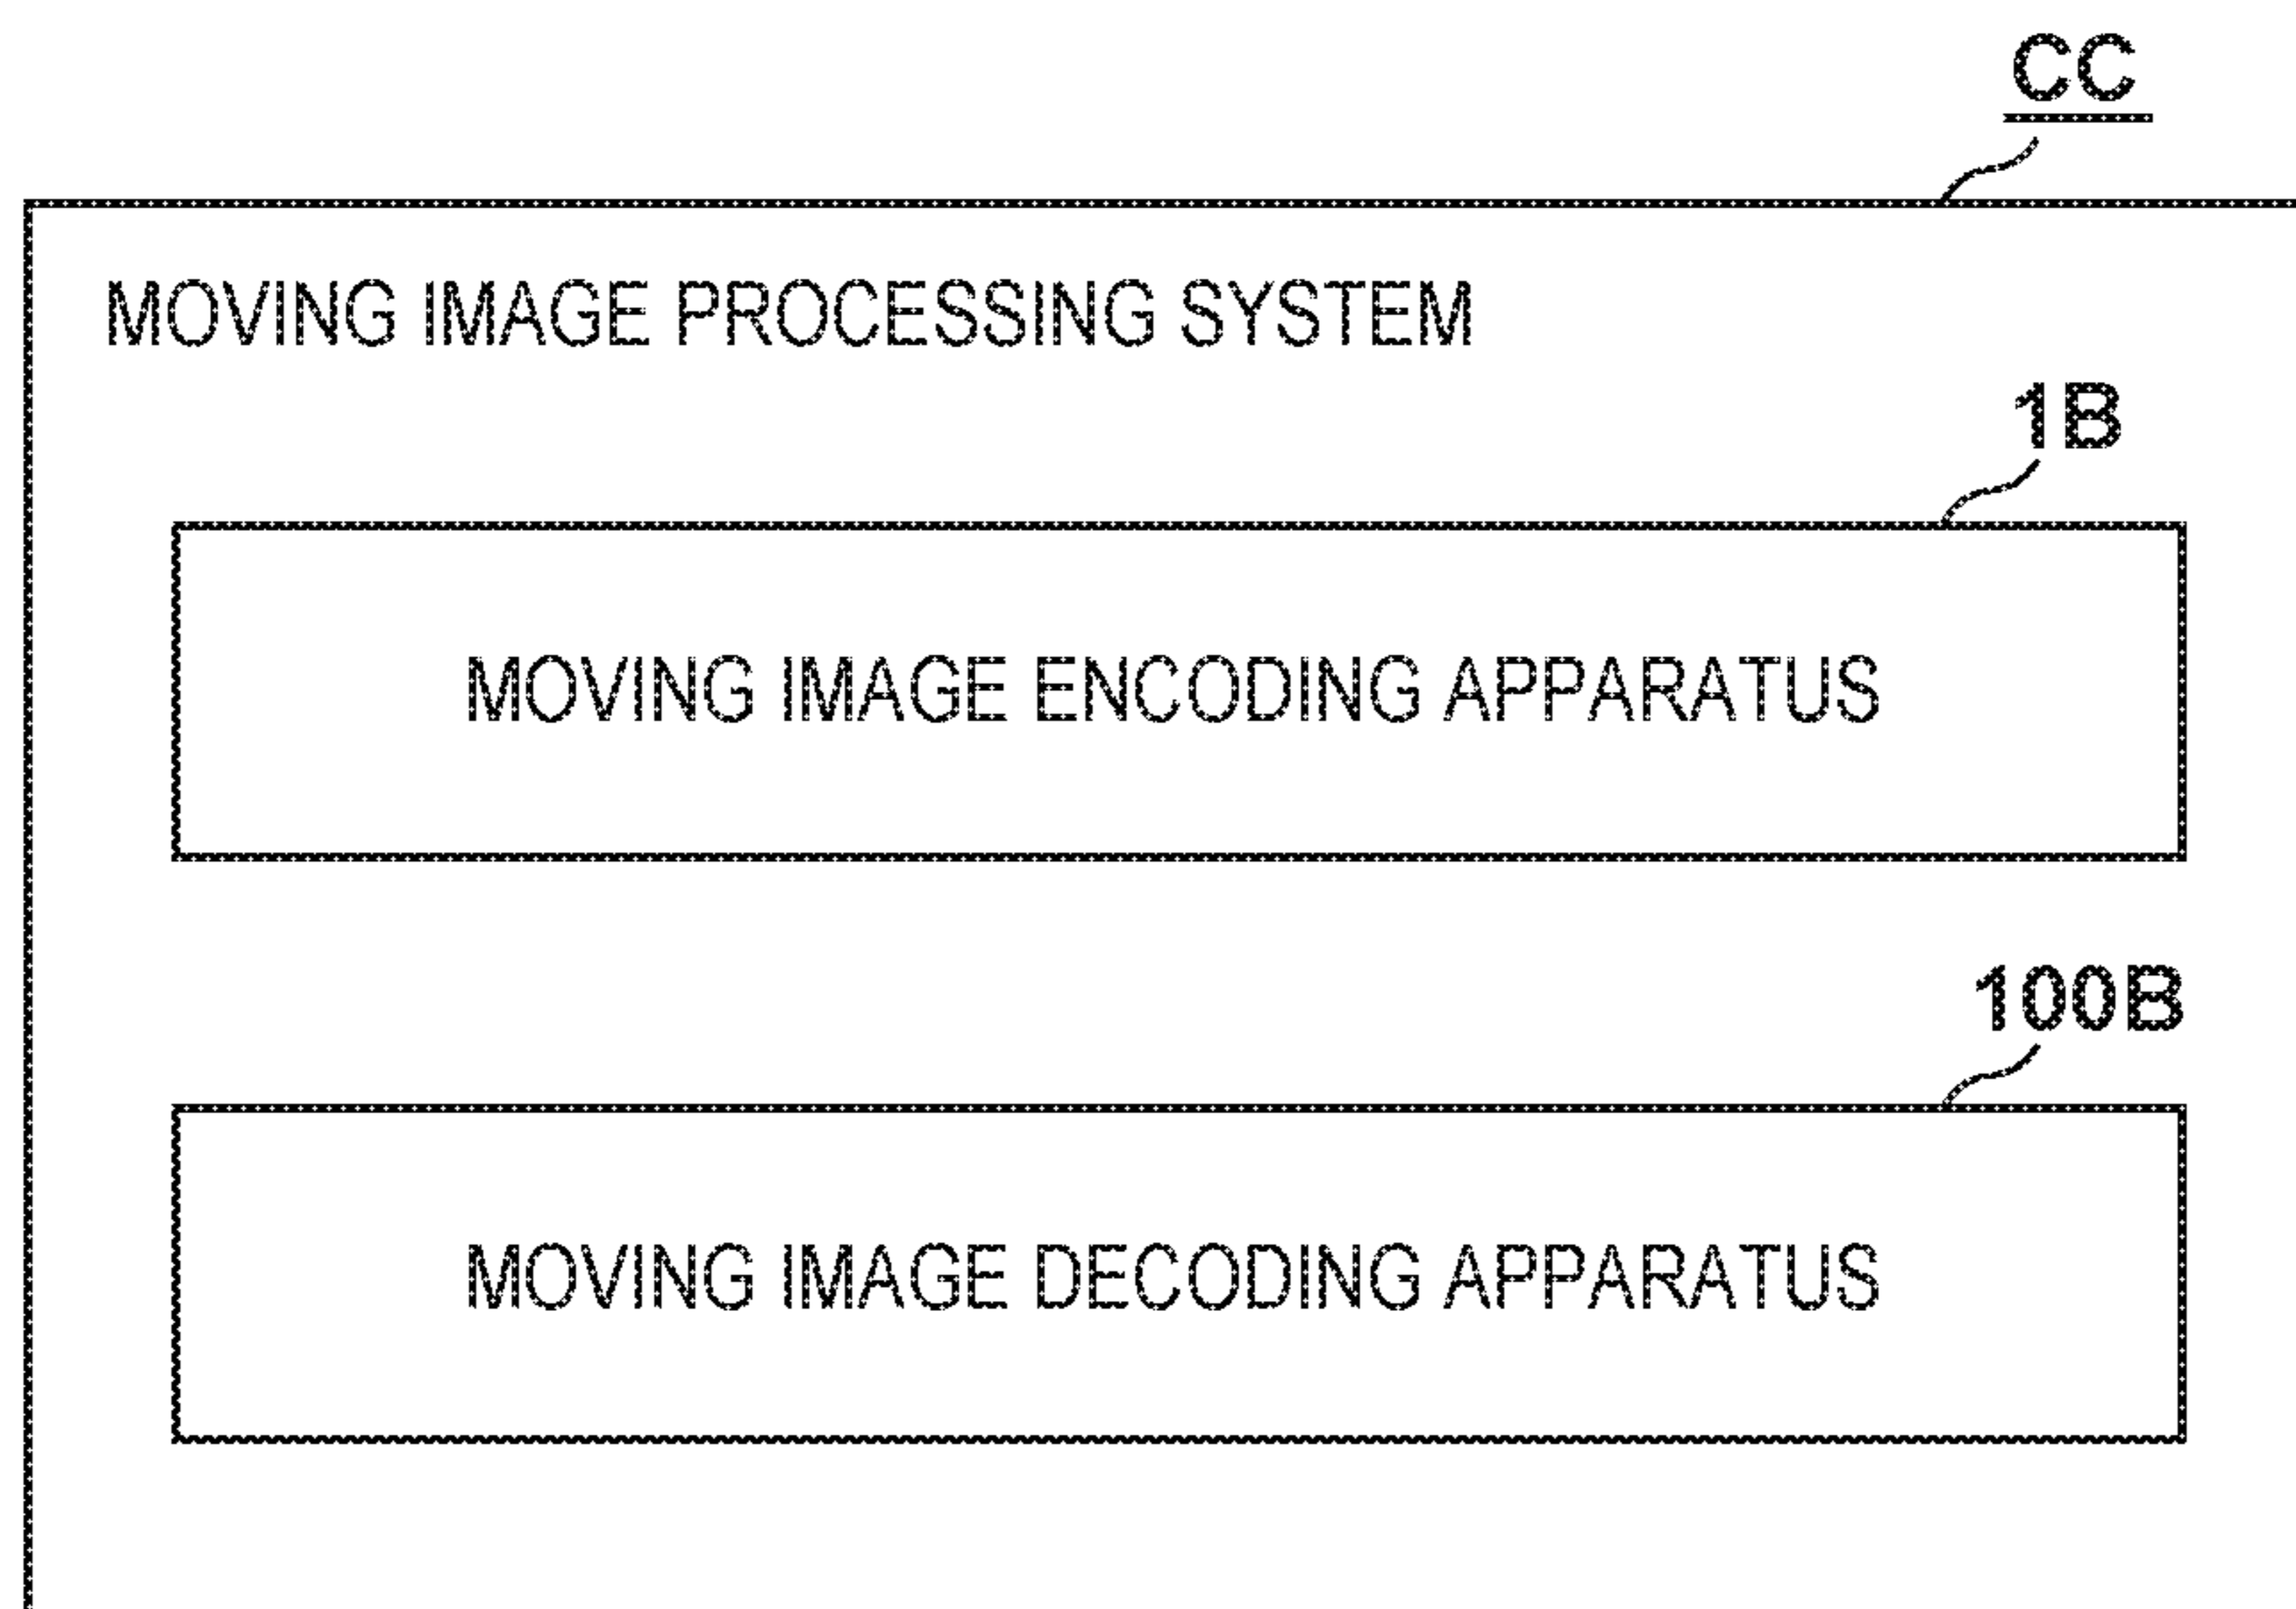 CC
MOVING IMAGE PROCESSING SYSTEM
1B
MOVING IMAGE ENCODING APPARATUS
100B
MOVING IMAGE DECODING APPARATUS